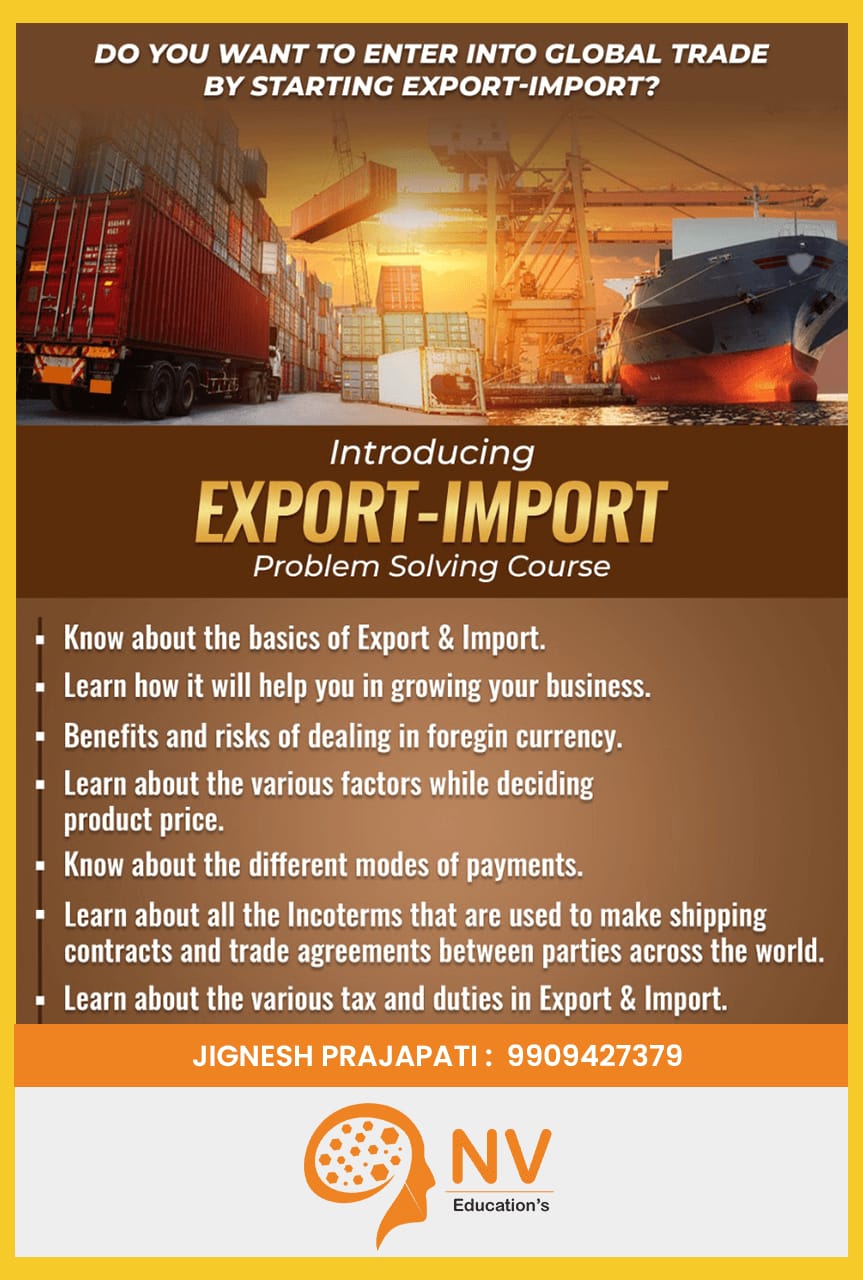 DO YOU WANT TO ENTER INTO GLOBAL TRADE
BY STARTING EXPORT-IMPORT?
Introducing
EXPORT-IMPORT
Problem Solving Course
▪ Know about the basics of Export & Import.
▪ Learn how it will help you in growing your business.
▪ Benefits and risks of dealing in foregin currency.
▪ Learn about the various factors while deciding
product price.
▪ Know about the different modes of payments.
▪ Learn about all the Incoterms that are used to make shipping
contracts and trade agreements between parties across the world.
▪ Learn about the various tax and duties in Export & Import.
JIGNESH PRAJAPATI : 9909427379
NV
Education's